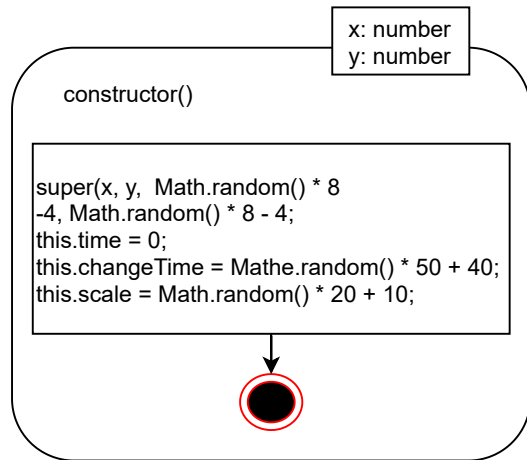 x: number
y: number
constructor()
super(x, y,  Math.random() * 8
-4, Math.random() * 8 - 4;
this.time = 0;
this.changeTime = Mathe.random() * 50 + 40;
this.scale = Math.random() * 20 + 10;